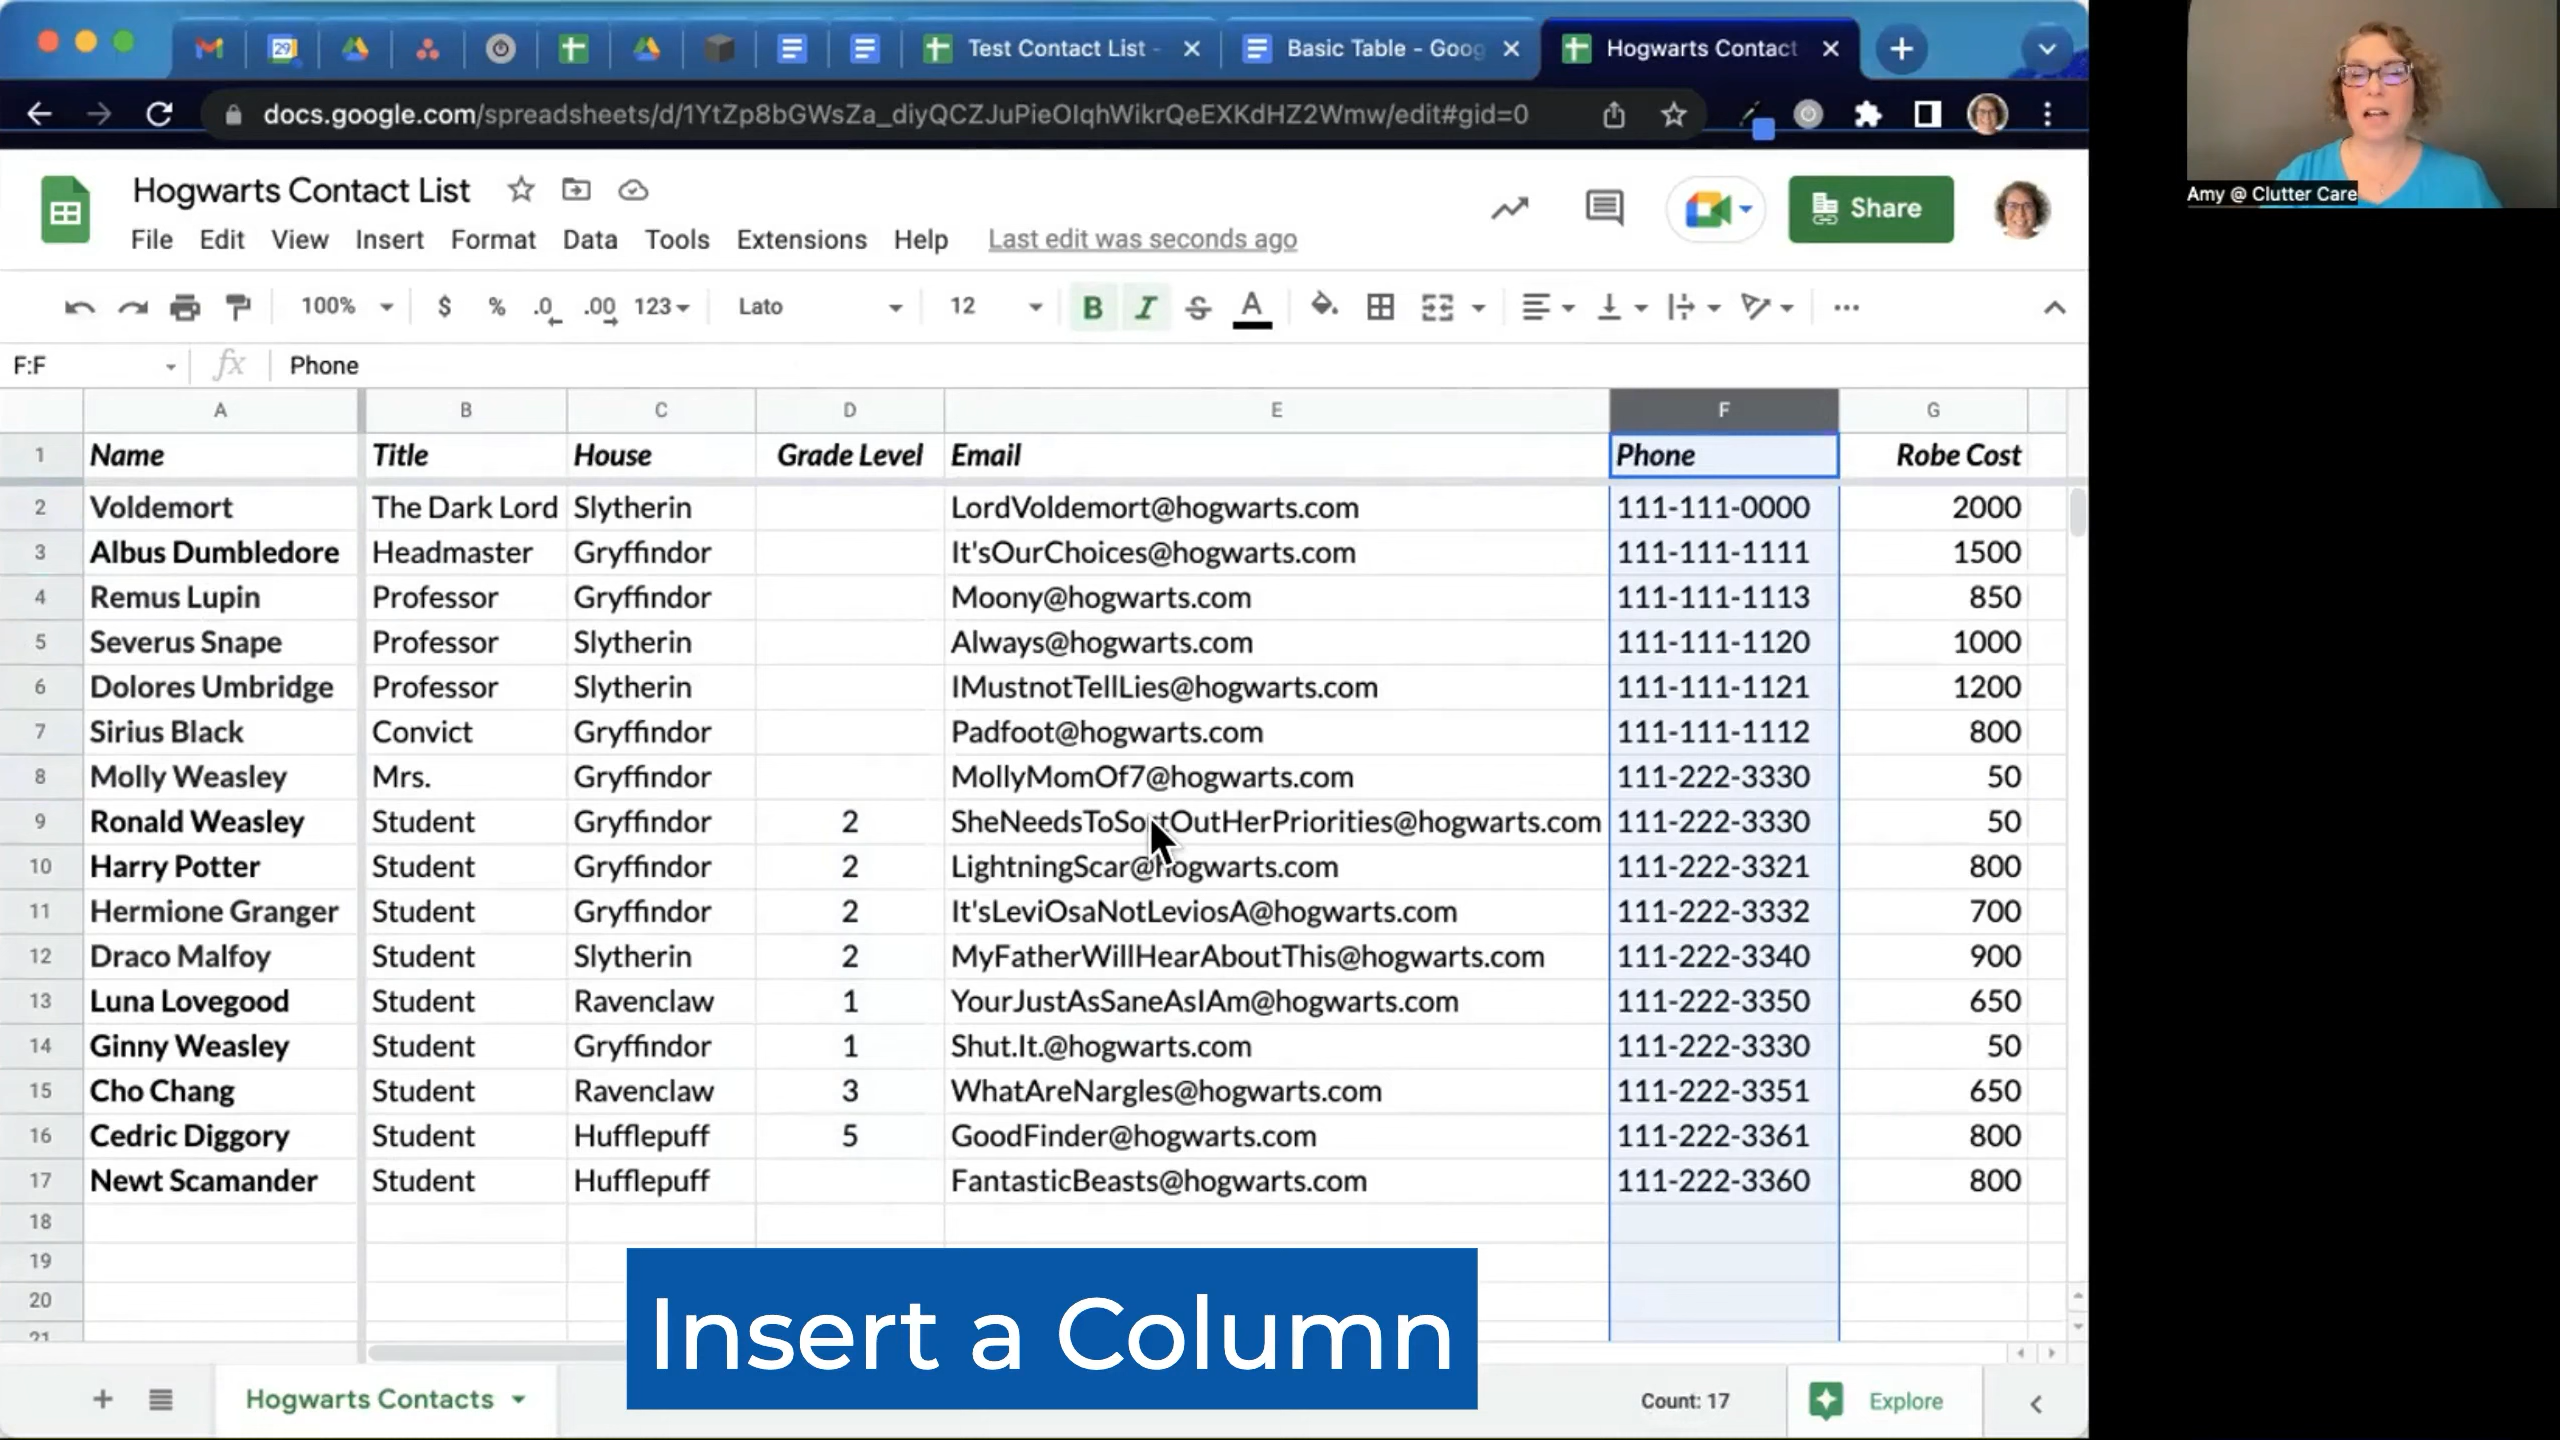 Test Contact List -
Basic Table - Goog
Hogwarts Contact
29
docs.google.com/spreadsheets/d/1YtZp8bGWsZa_diyQCZJuPieOIqhWikrQeEXKdHZ2Wmw/edit#gid=0
Amy @ Clutter Care
Hogwarts Contact List
Share
File Edit View Insert Format Data Tools Extensions Help Last edit was seconds ago
100% $ % .0 .00 123 Lato 12 B I S A
F:F fx Phone
A B C D E F G
1 Name Title House Grade Level Email Phone Robe Cost
2 Voldemort The Dark Lord Slytherin LordVoldemort@hogwarts.com 111-111-0000 2000
3 Albus Dumbledore Headmaster Gryffindor It'sOurChoices@hogwarts.com 111-111-1111 1500
4 Remus Lupin Professor Gryffindor Moony@hogwarts.com 111-111-1113 850
5 Severus Snape Professor Slytherin Always@hogwarts.com 111-111-1120 1000
6 Dolores Umbridge Professor Slytherin IMustnotTellLies@hogwarts.com 111-111-1121 1200
7 Sirius Black Convict Gryffindor Padfoot@hogwarts.com 111-111-1112 800
8 Molly Weasley Mrs. Gryffindor MollyMomOf7@hogwarts.com 111-222-3330 50
9 Ronald Weasley Student Gryffindor 2 SheNeedsToSortOutHerPriorities@hogwarts.com 111-222-3330 50
10 Harry Potter Student Gryffindor 2 LightningScar@hogwarts.com 111-222-3321 800
11 Hermione Granger Student Gryffindor 2 It'sLeviOsaNotLeviosA@hogwarts.com 111-222-3332 700
12 Draco Malfoy Student Slytherin 2 MyFatherWillHearAboutThis@hogwarts.com 111-222-3340 900
13 Luna Lovegood Student Ravenclaw 1 YourJustAsSaneAsIAm@hogwarts.com 111-222-3350 650
14 Ginny Weasley Student Gryffindor 1 Shut.It.@hogwarts.com 111-222-3330 50
15 Cho Chang Student Ravenclaw 3 WhatAreNargles@hogwarts.com 111-222-3351 650
16 Cedric Diggory Student Hufflepuff 5 GoodFinder@hogwarts.com 111-222-3361 800
17 Newt Scamander Student Hufflepuff FantasticBeasts@hogwarts.com 111-222-3360 800
18
19
20
21
Insert a Column
Hogwarts Contacts
Count: 17
Explore